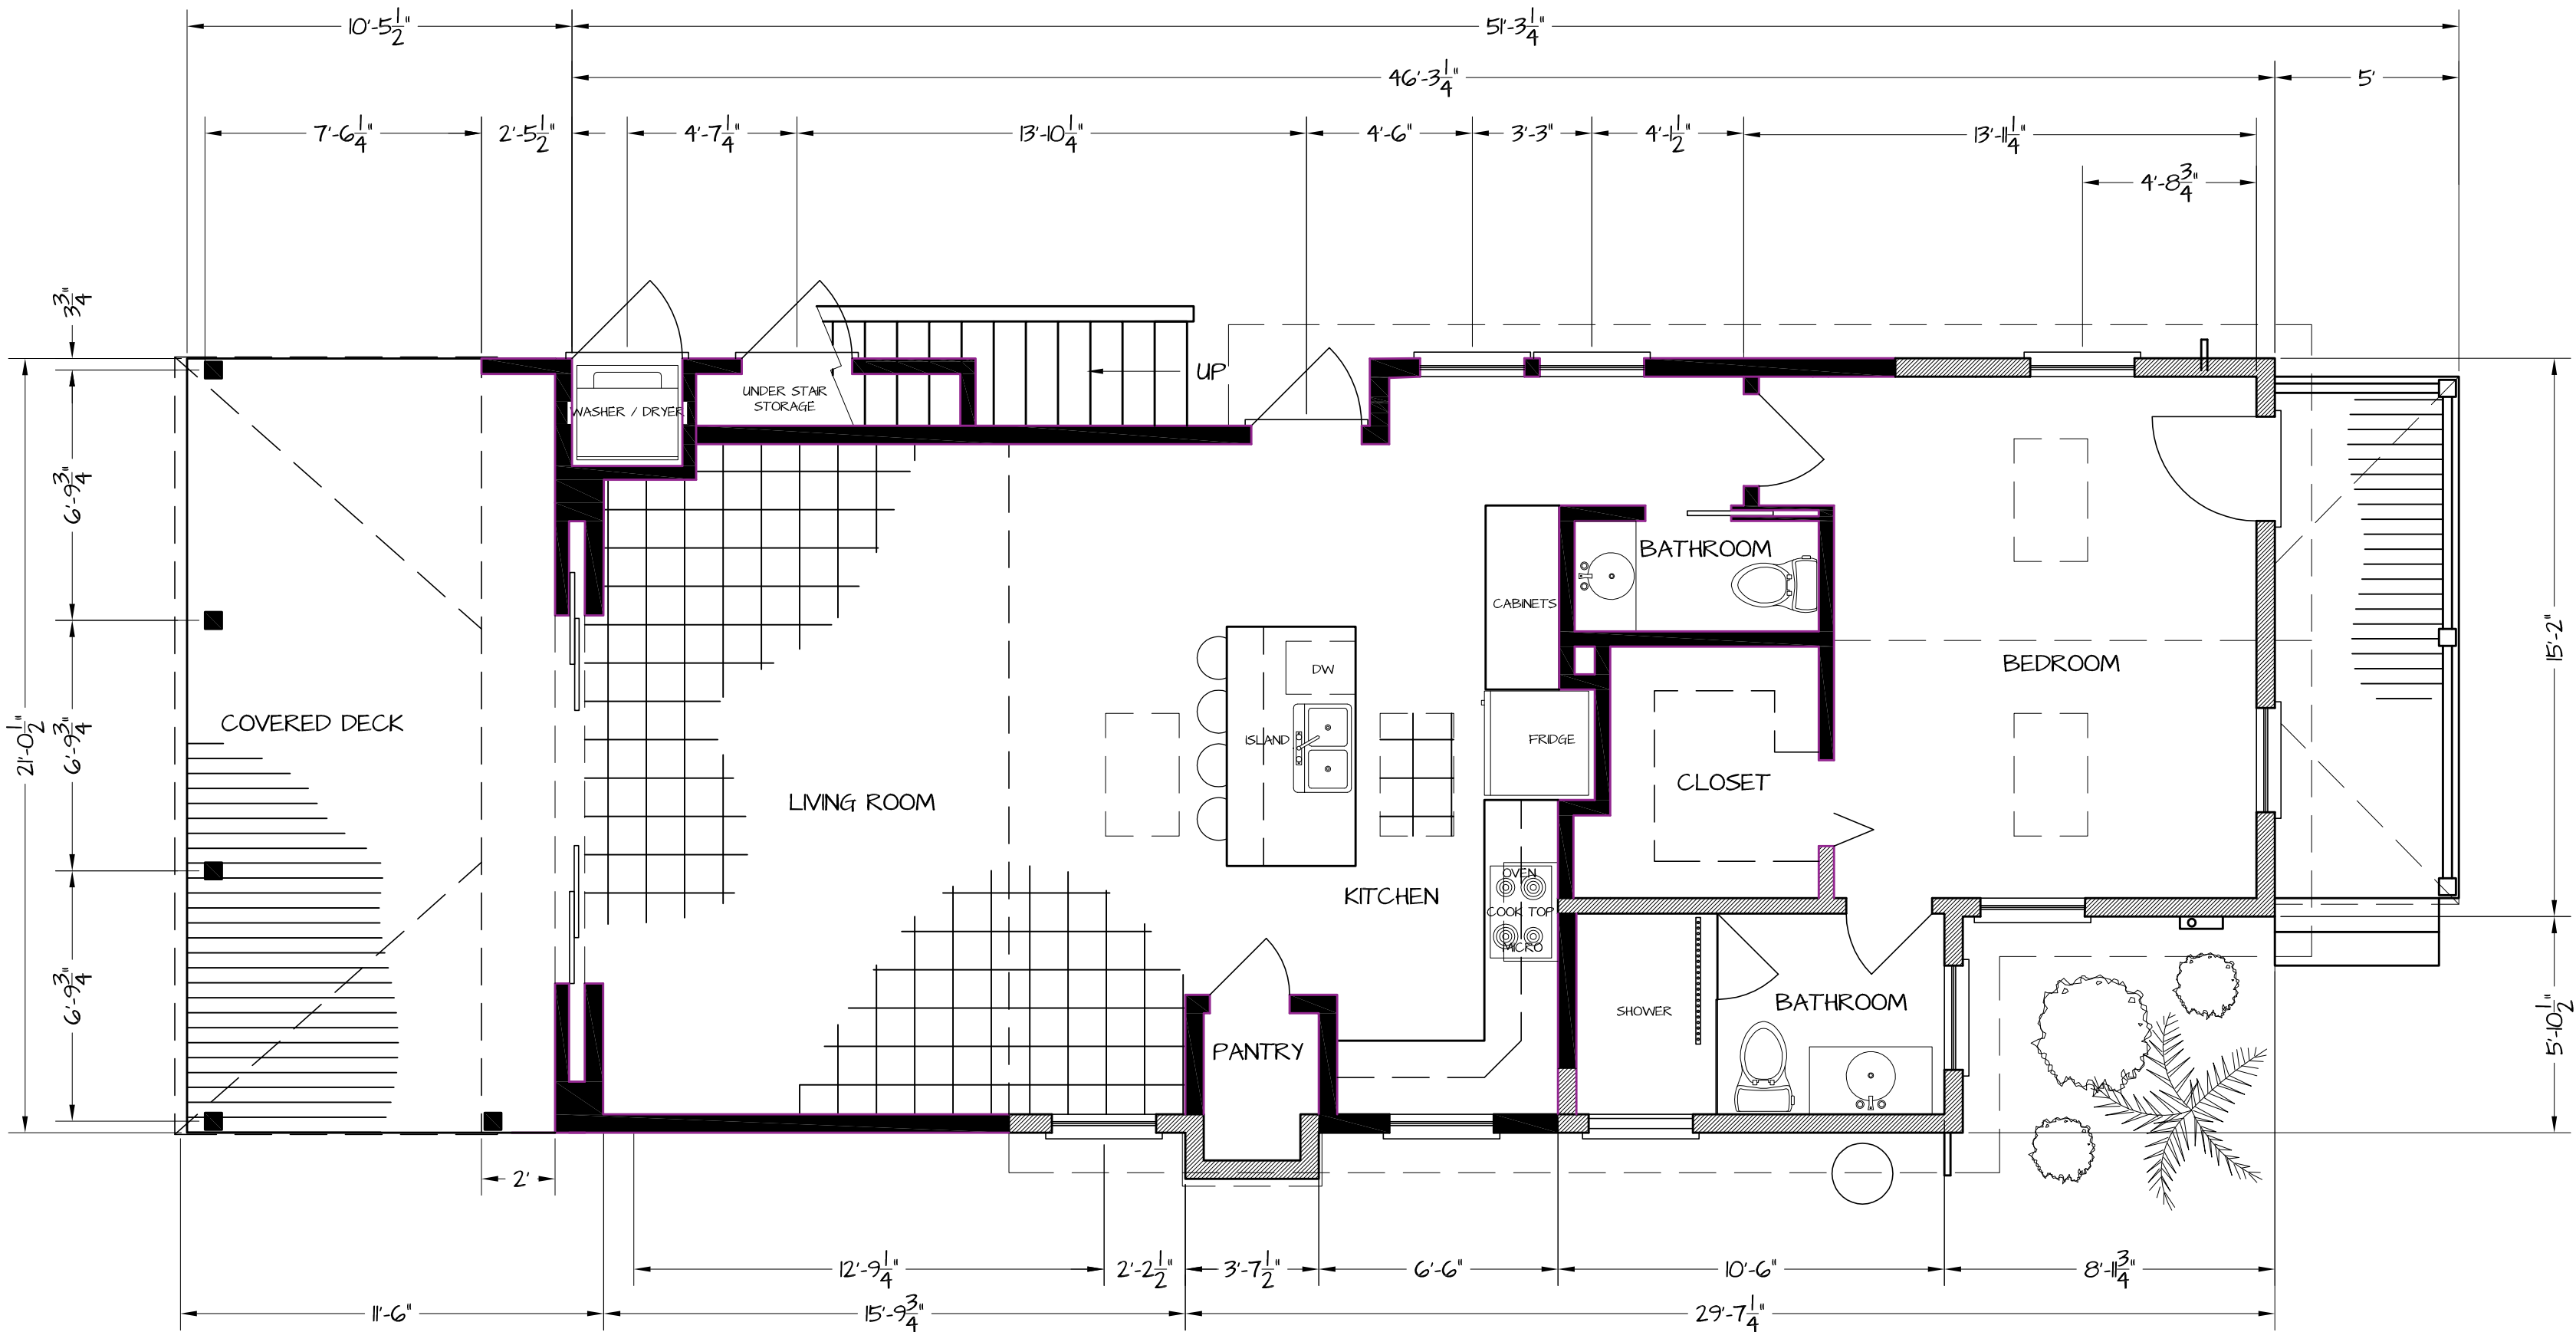 10'-5 1/2"
51'-3 1/4"
46'-3 1/4"
5'
7'-6 1/4"
2'-5 1/2"
4'-7 1/4"
13'-10 1/4"
4'-6"
3'-3"
4'-1 1/2"
13'-11 1/4"
4'-8 3/4"
3 3/4"
UP
UNDER STAIR
STORAGE
WASHER / DRYER
6'-9 3/4"
BATHROOM
CABINETS
15'-2"
BEDROOM
DW
COVERED DECK
21'-0 1/2"
6'-9 3/4"
ISLAND
FRIDGE
CLOSET
LIVING ROOM
OVEN
KITCHEN
COOK TOP
MICRO
6'-9 3/4"
BATHROOM
SHOWER
5'-10 1/2"
PANTRY
2'
12'-9 1/4"
2'-2 1/2"
3'-7 1/2"
6'-6"
10'-6"
8'-11 3/4"
11'-6"
15'-9 3/4"
29'-7 1/4"